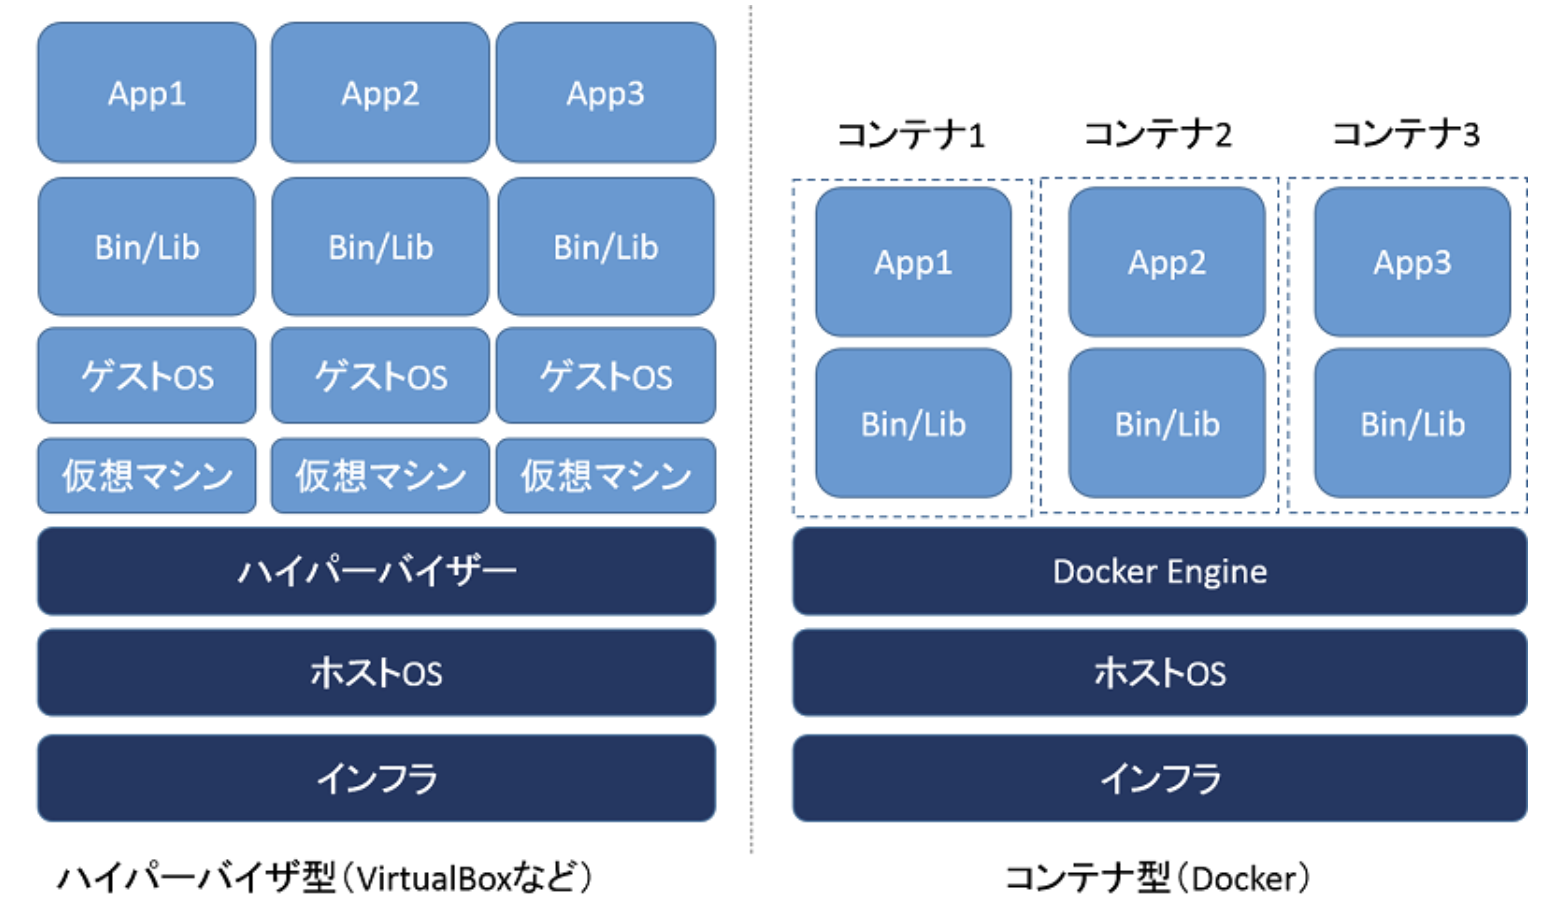 App1
App2
App3
Bin/Lib
Bin/Lib
Bin/Lib
ゲストOS
ゲストOS
ゲストOS
仮想マシン
仮想マシン
仮想マシン
ハイパーバイザー
ホストOS
インフラ
ハイパーバイザ型（VirtualBoxなど）
コンテナ1
コンテナ2
コンテナ3
App1
App2
App3
Bin/Lib
Bin/Lib
Bin/Lib
Docker Engine
ホストOS
インフラ
コンテナ型（Docker）